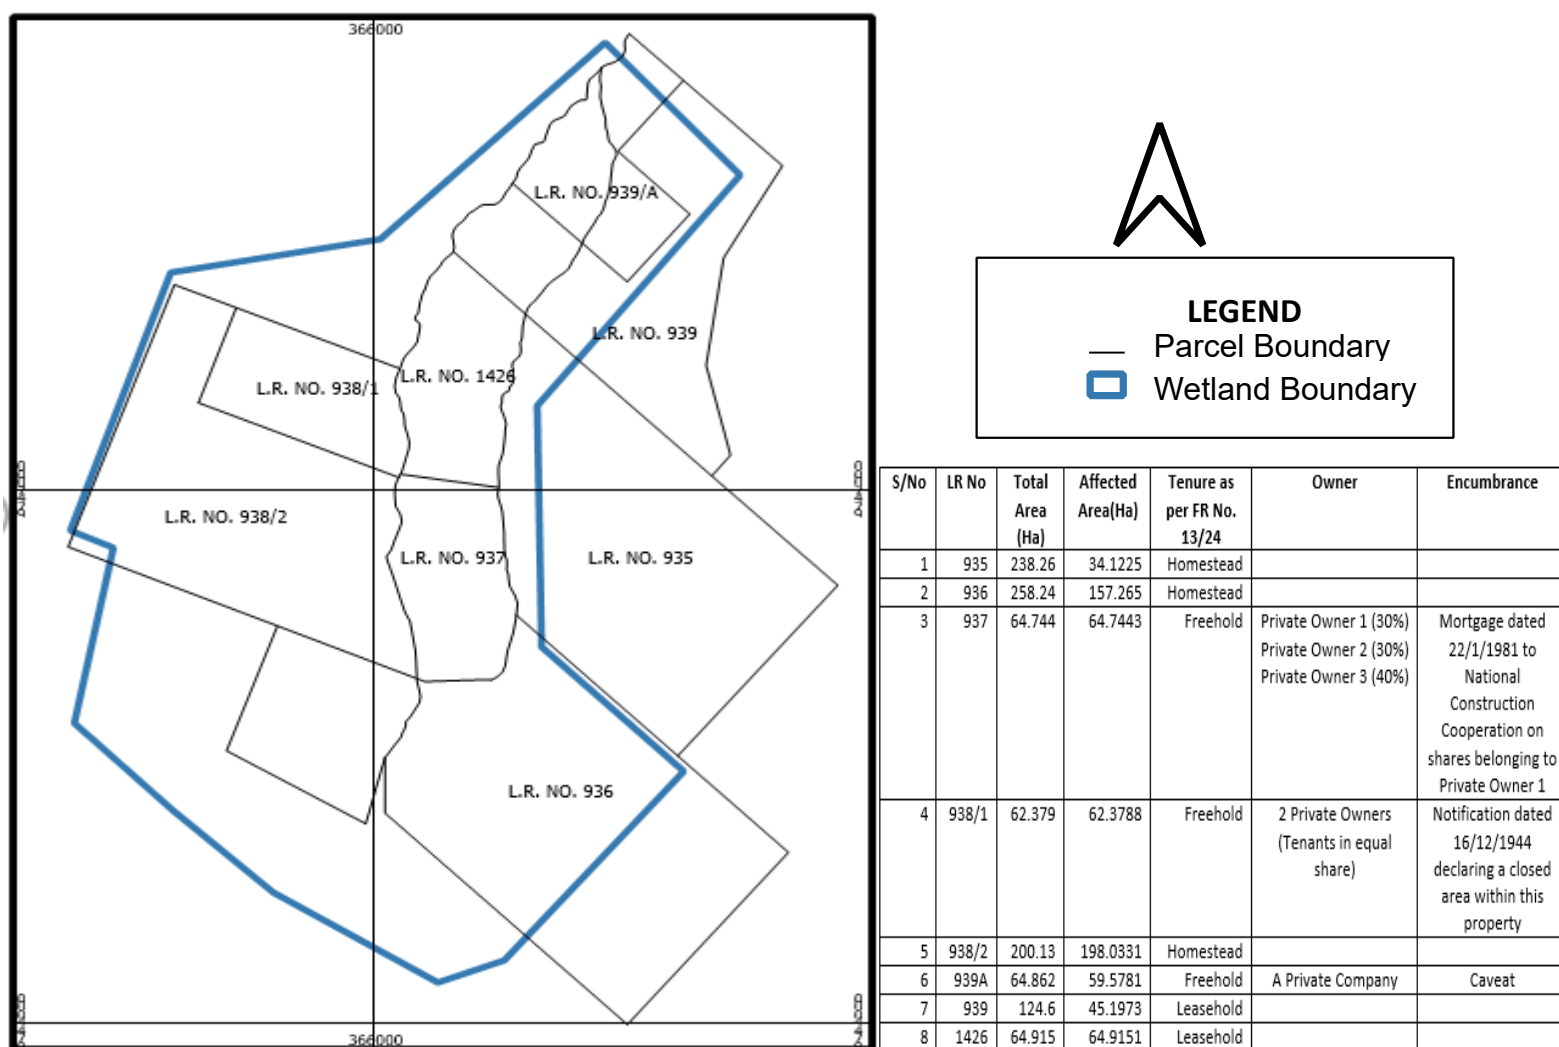 366000
L.R. NO. 939/A
L.R. NO. 939
L.R. NO. 1426
L.R. NO. 938/1
L.R. NO. 938/2
L.R. NO. 937
L.R. NO. 935
L.R. NO. 936
366000
LEGEND
Parcel Boundary
Wetland Boundary
S/No LR No Total Area (Ha) Affected Area(Ha) Tenure as per FR No. 13/24 Owner Encumbrance
1 935 238.26 34.1225 Homestead
2 936 258.24 157.265 Homestead
3 937 64.744 64.7443 Freehold Private Owner 1 (30%) Mortgage dated
Private Owner 2 (30%) 22/1/1981 to
Private Owner 3 (40%) National
Construction
Cooperation on
shares belonging to
Private Owner 1
4 938/1 62.379 62.3788 Freehold 2 Private Owners Notification dated
(Tenants in equal 16/12/1944
share) declaring a closed
area within this
property
5 938/2 200.13 198.0331 Homestead
6 939A 64.862 59.5781 Freehold A Private Company Caveat
7 939 124.6 45.1973 Leasehold
8 1426 64.915 64.9151 Leasehold